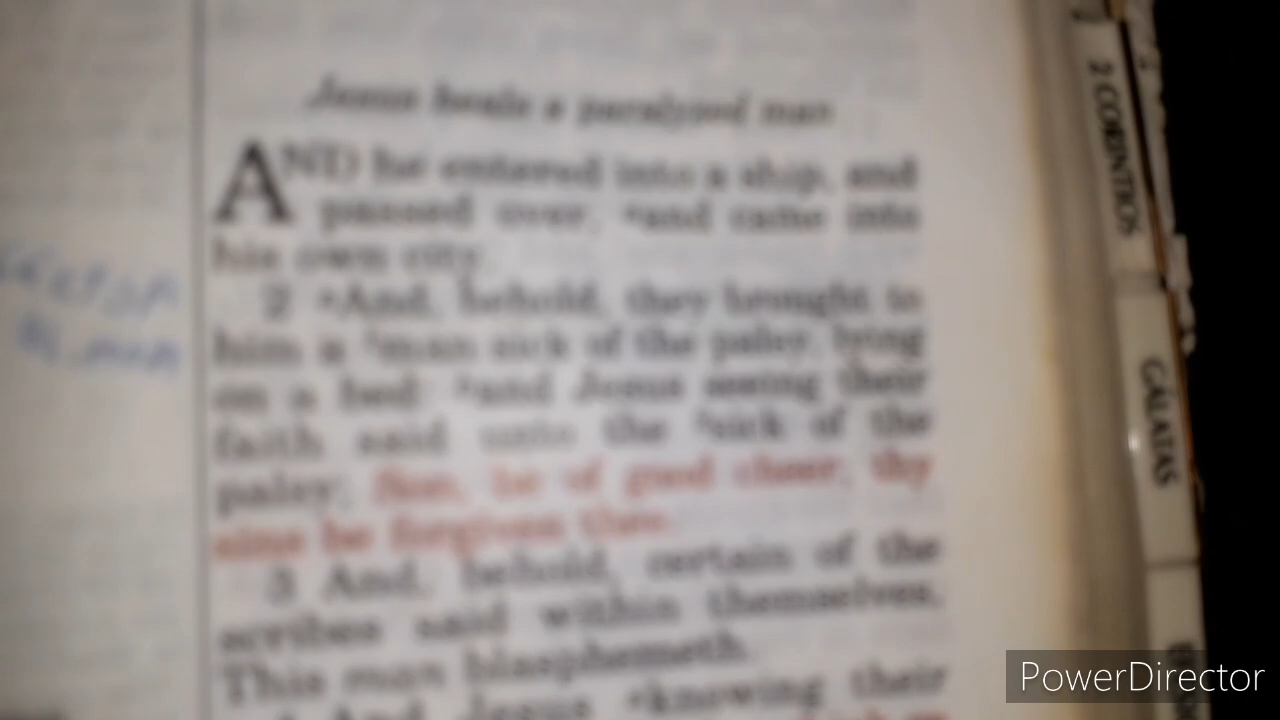 Jesus heals a paralyzed man
AND he entered into a ship, and
passed over, and came into
his own city.
2 And, behold, they brought to
him a man sick of the palsy, lying
on a bed: and Jesus seeing their
faith said unto the sick of the
palsy; Son, be of good cheer; thy
sins be forgiven thee.
3 And, behold, certain of the
scribes said within themselves,
This man blasphemeth.
4 And Jesus knowing their
2 CORINTIOS
GÁLATAS
PowerDirector